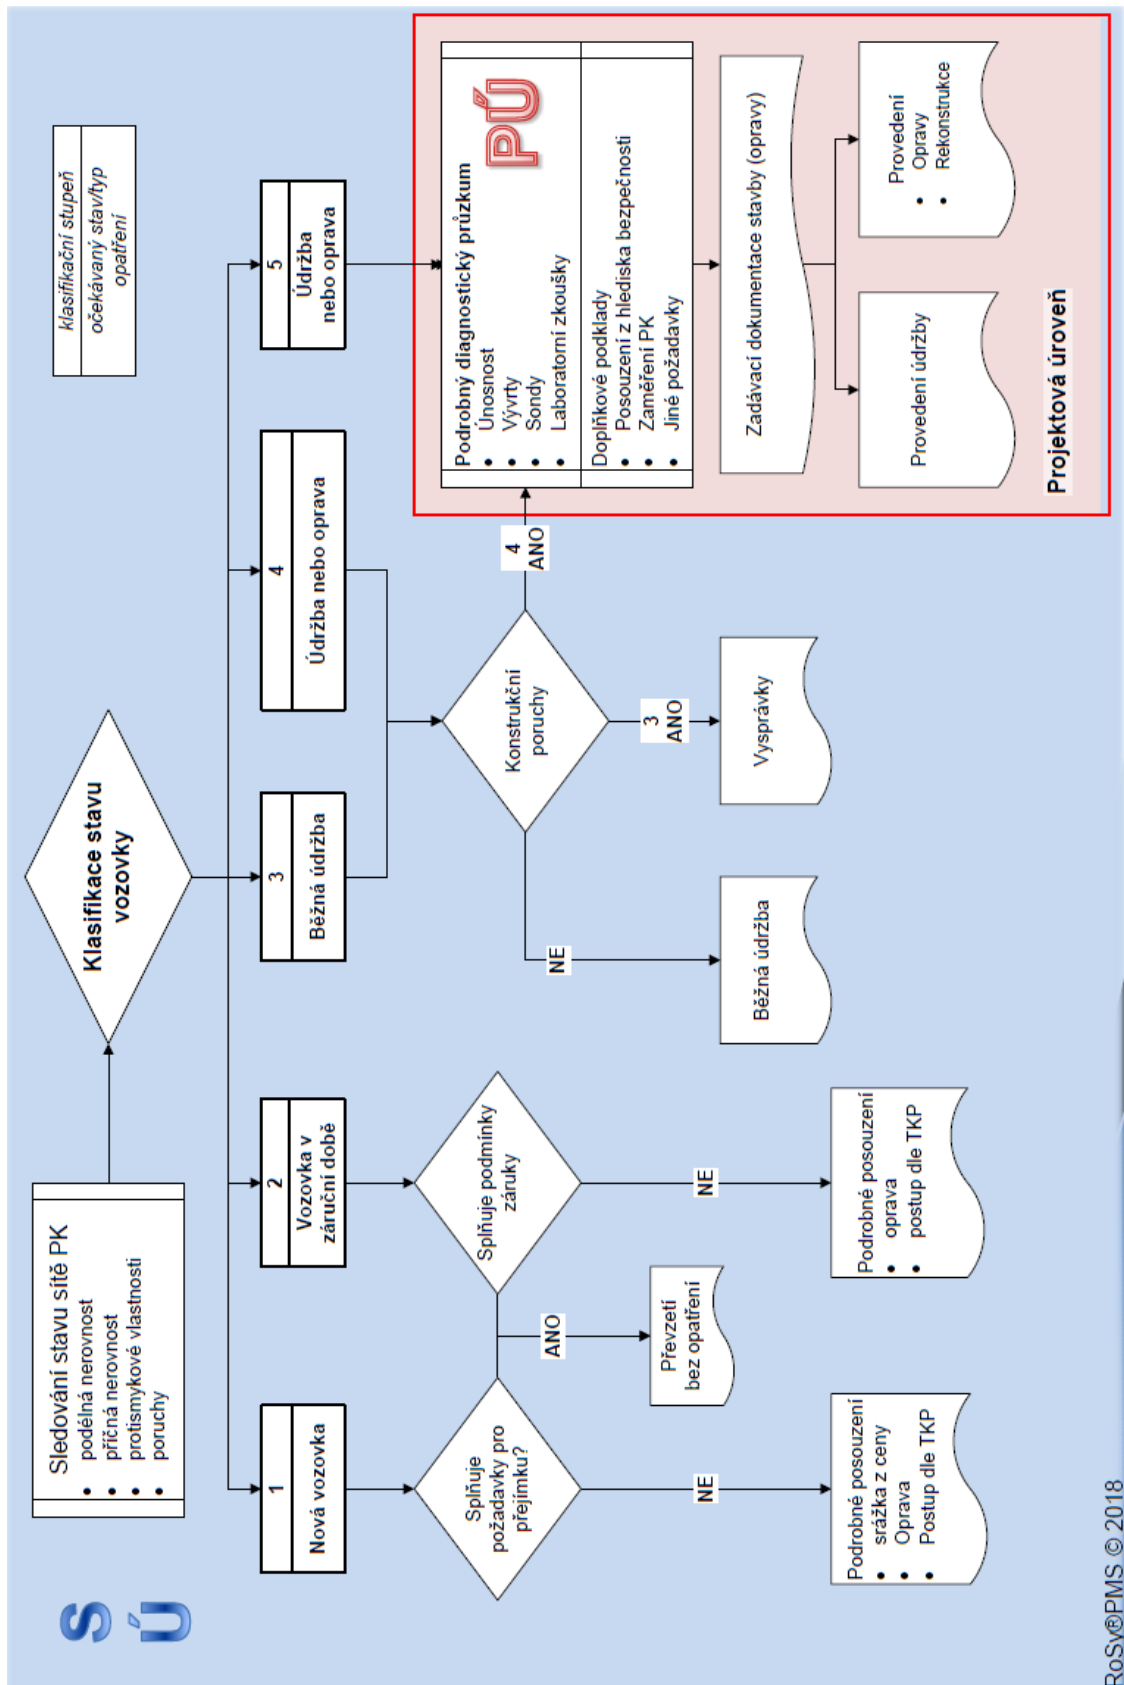 SÚ
Sledování stavu sítě PK
• podélná nerovnost
• příčná nerovnost
• protismykové vlastnosti
• poruchy
Klasifikace stavu
vozovky
klasifikační stupeň
očekávaný stav/typ
opatření
1
Nová vozovka
2
Vozovka v
záruční době
3
Běžná údržba
4
Údržba nebo oprava
5
Údržba
nebo oprava
Splňuje
požadavky pro
přejímku?
Splňuje podmínky
záruky
ANO
Převzetí
bez opatření
NE
Podrobné posouzení
• srážka z ceny
• Oprava
• Postup dle TKP
NE
Podrobné posouzení
• oprava
• postup dle TKP
Konstrukční
poruchy
NE
Běžná údržba
3
ANO
Vysprávky
4
ANO
Podrobný diagnostický průzkum
• Únosnost
• Vývrty
• Sondy
• Laboratorní zkoušky
PÚ
Doplňkové podklady
• Posouzení z hlediska bezpečnosti
• Zaměření PK
• Jiné požadavky
Zadávací dokumentace stavby (opravy)
Provedení údržby
Provedení
• Opravy
• Rekonstrukce
Projektová úroveň
RoSy®PMS © 2018